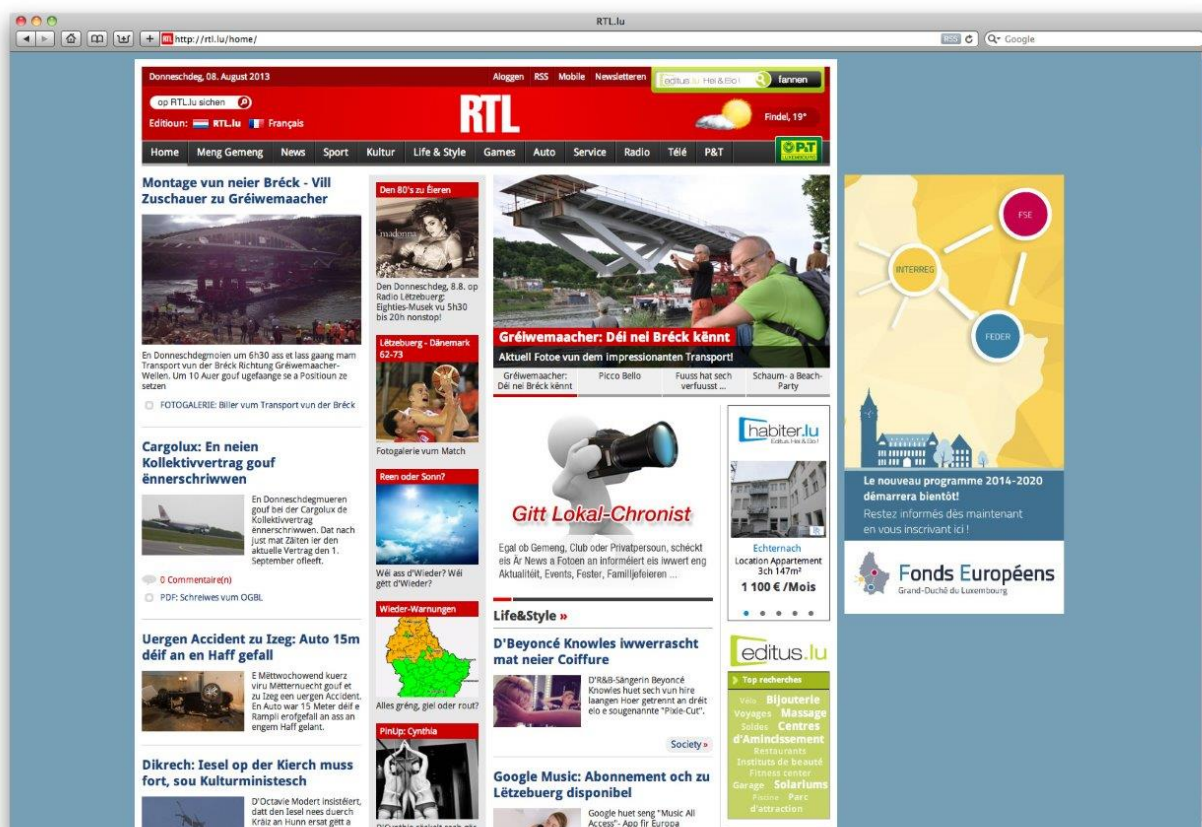 RTL.lu
http://rtl.lu/home/
RSS
Google
Donneschdeg, 08. August 2013
Aloggen RSS Mobile Newsletteren
editus.lu Hei & Elo!
fannen
op RTL.lu sichen
RTL
Findel, 19°
Editioun: RTL.lu Français
Home Meng Gemeng News Sport Kultur Life & Style Games Auto Service Radio Télé P&T
P&T
LUXEMBOURG
Montage vun neier Bréck - Vill
Zuschauer zu Gréiwemaacher
En Donneschdegmoien um 6h30 ass et lass gaang mam
Transport vun der Bréck Richtung Gréiwemaacher-
Wellen. Um 10 Auer gouf ugefaange se a Positioun ze
setzen
FOTOGALERIE: Biller vum Transport vun der Bréck
Cargolux: En neien
Kollektivvertrag gouf
ënnerschriwwen
En Donneschdegmueren
gouf bei der Cargolux de
Kollektivvertrag
ënnerschriwwen. Dat nach
just mat Zäiten ier den
aktuelle Vertrag den 1.
September ofleeft.
0 Commentaire(n)
PDF: Schreiwes vum OGBL
Uergen Accident zu Izeg: Auto 15m
déif an en Haff gefall
E Mëttwochowend kuerz
viru Mëtternuecht gouf et
zu Izeg een uergen Accident.
En Auto war 15 Meter déif e
Rampli erofgefall an ass an
engem Haff gelant.
Dikrech: Iesel op der Kierch muss
fort, sou Kulturministesch
D'Octavie Modert insistéiert,
datt den Iesel nees duerch
Kräiz an Hunn ersat gëtt a
Den 80's zu Éieren
madonna
Den Donneschdeg, 8.8. op
Radio Lëtzebuerg:
Eighties-Musek vu 5h30
bis 20h nonstop!
Lëtzebuerg - Dänemark
62-73
Fotogalerie vum Match
Reen oder Sonn?
Wéi ass d'Wieder? Wéi
gëtt d'Wieder?
Wieder-Warnungen
Alles gréng, giel oder rout?
PinUp: Cynthia
Gréiwemaacher: Déi nei Bréck kënnt
Aktuell Fotoe vun dem impressionanten Transport!
Gréiwemaacher:
Déi nei Bréck kënnt
Picco Bello
Fuuss hat sech
verfuusst ...
Schaum- a Beach-
Party
Gitt Lokal-Chronist
Egal ob Gemeng, Club oder Privatpersoun, schéckt
eis Är News a Fotoen an informéiert eis iwwert eng
Aktualitéit, Events, Fester, Familljefeieren ...
Life&Style »
D'Beyoncé Knowles iwwerrascht
mat neier Coiffure
D'R&B-Sängerin Beyoncé
Knowles huet sech vun hire
laangen Hoer getrennt an dréit
elo e sougenannte "Pixie-Cut".
Society »
Google Music: Abonnement och zu
Lëtzebuerg disponibel
Google huet seng "Music All
Access"- App fir Europa
habiter.lu
Editus. Hei & Elo!
Echternach
Location Appartement
3ch 147m²
1 100 € /Mois
editus.lu
Top recherches
Vélo Bijouterie
Voyages Massage
Soldes Centres
d'Amincissement
Restaurants
Instituts de beauté
Fitness center
Garage Solariums
Piscine Parc
d'attraction
FSE
INTERREG
FEDER
Le nouveau programme 2014-2020
démarrera bientôt!
Restez informés dès maintenant
en vous inscrivant ici !
Fonds Européens
Grand-Duché du Luxembourg